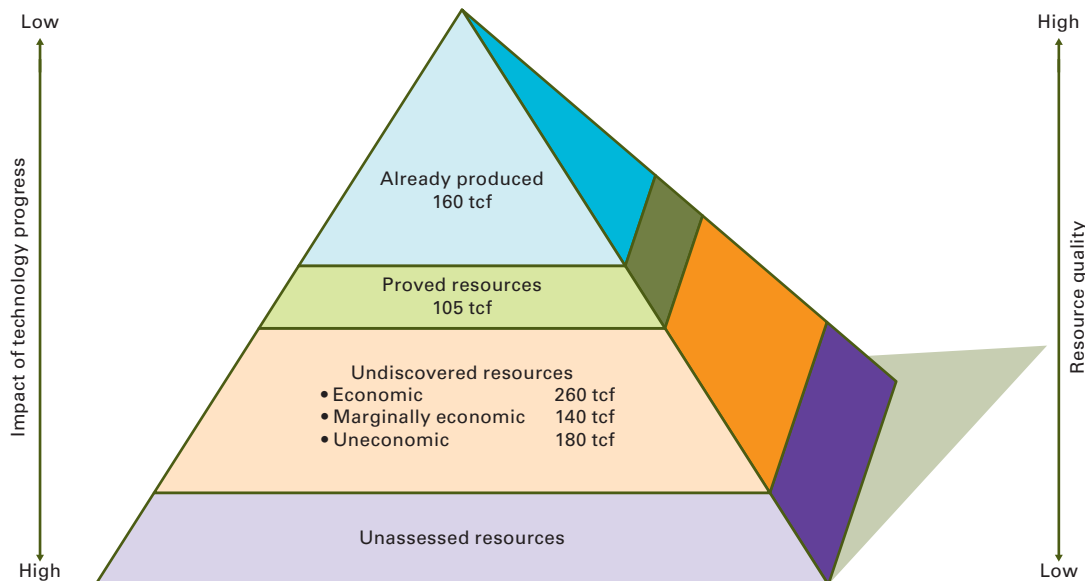 Low
High
Impact of technology progress
Resource quality
Already produced
160 tcf
Proved resources
105 tcf
Undiscovered resources
• Economic 260 tcf
• Marginally economic 140 tcf
• Uneconomic 180 tcf
Unassessed resources
High
Low